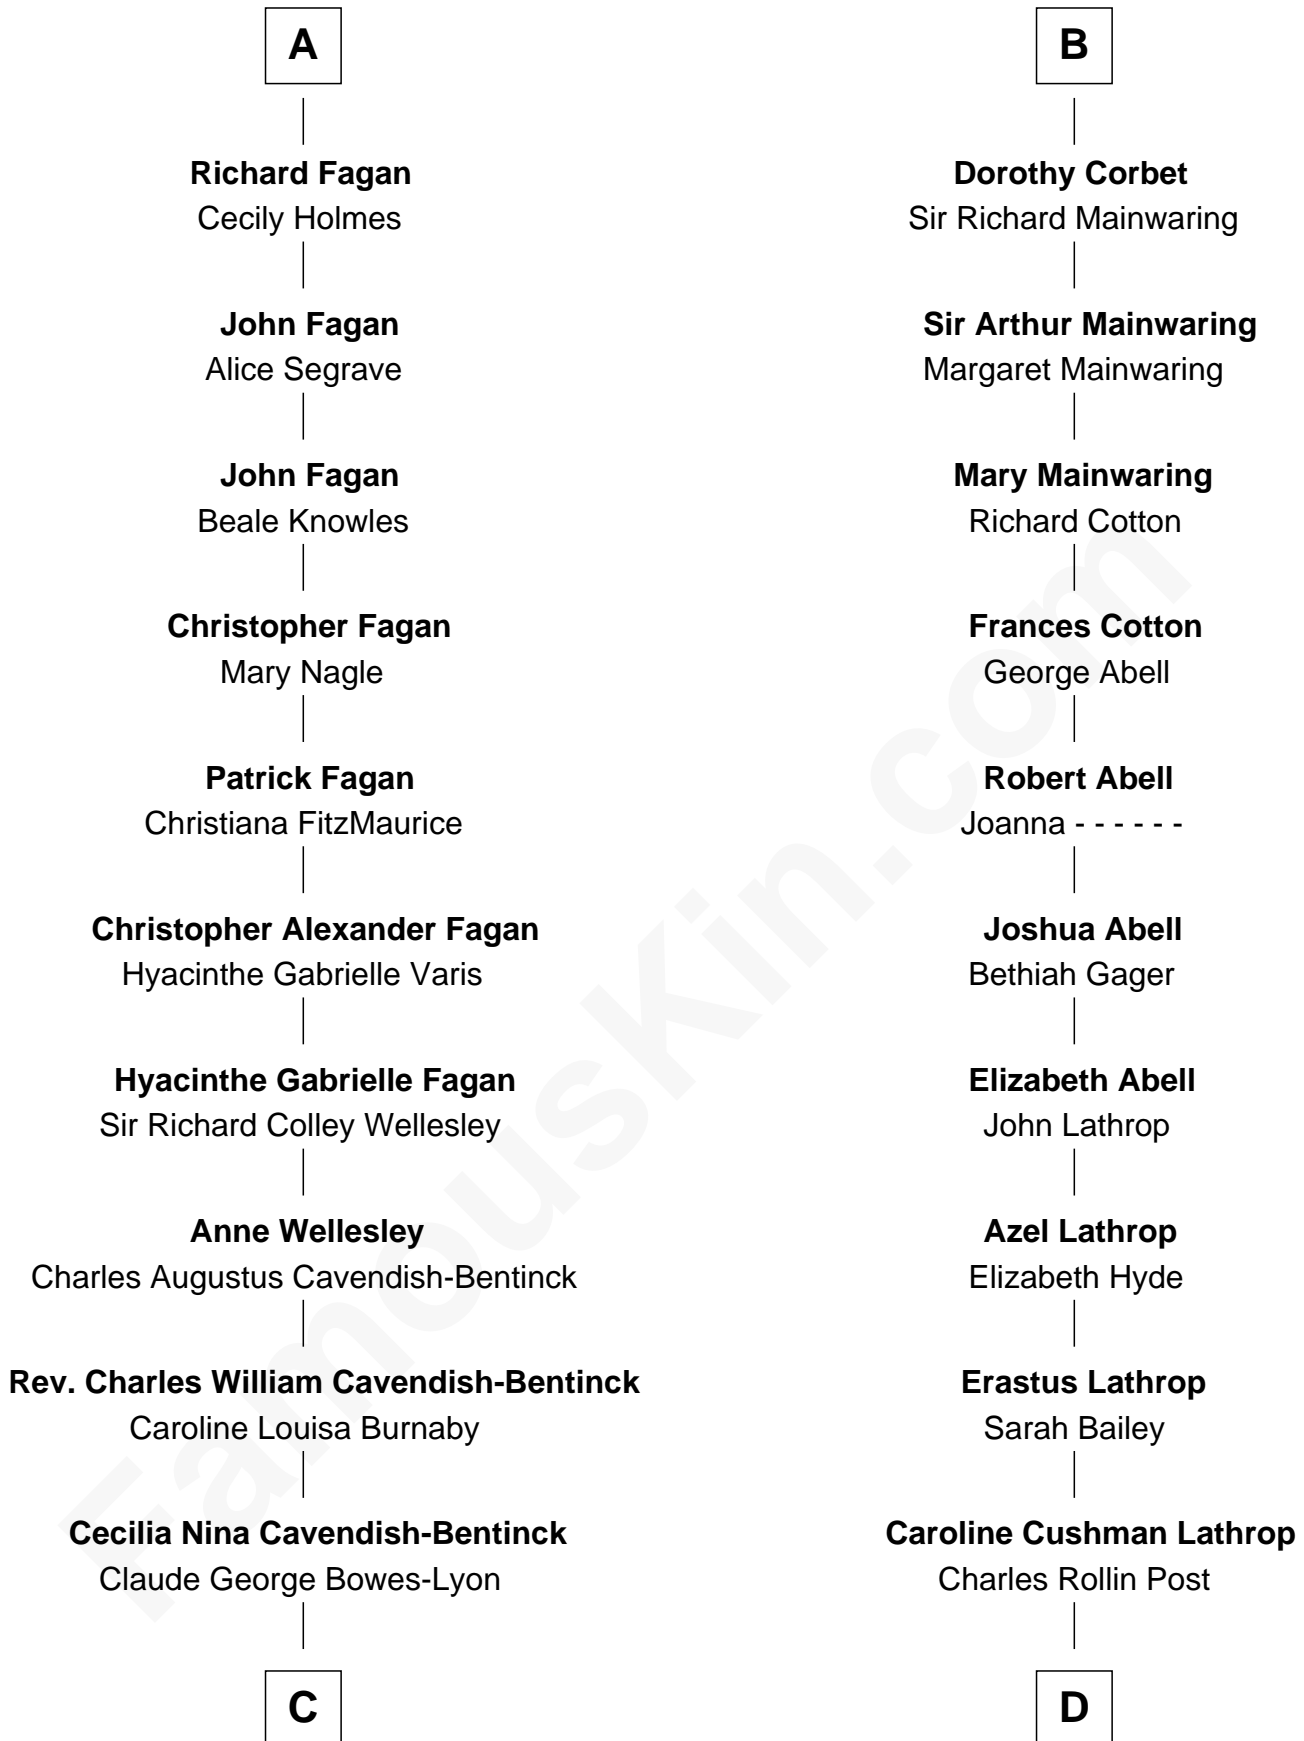 A
Richard Fagan
Cecily Holmes
John Fagan
Alice Segrave
John Fagan
Beale Knowles
Christopher Fagan
Mary Nagle
Patrick Fagan
Christiana FitzMaurice
Christopher Alexander Fagan
Hyacinthe Gabrielle Varis
Hyacinthe Gabrielle Fagan
Sir Richard Colley Wellesley
Anne Wellesley
Charles Augustus Cavendish-Bentinck
Rev. Charles William Cavendish-Bentinck
Caroline Louisa Burnaby
Cecilia Nina Cavendish-Bentinck
Claude George Bowes-Lyon
C
B
Dorothy Corbet
Sir Richard Mainwaring
Sir Arthur Mainwaring
Margaret Mainwaring
Mary Mainwaring
Richard Cotton
Frances Cotton
George Abell
Robert Abell
Joanna - - - - - -
Joshua Abell
Bethiah Gager
Elizabeth Abell
John Lathrop
Azel Lathrop
Elizabeth Hyde
Erastus Lathrop
Sarah Bailey
Caroline Cushman Lathrop
Charles Rollin Post
D
FamousKin.com